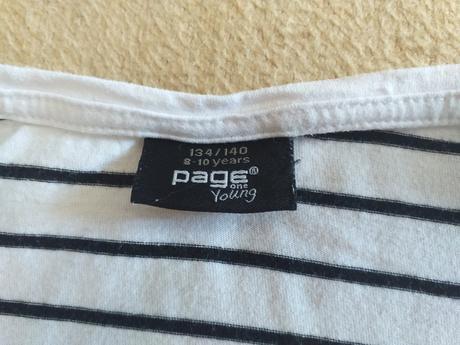 134/140
8-10 years
page®
one
Young